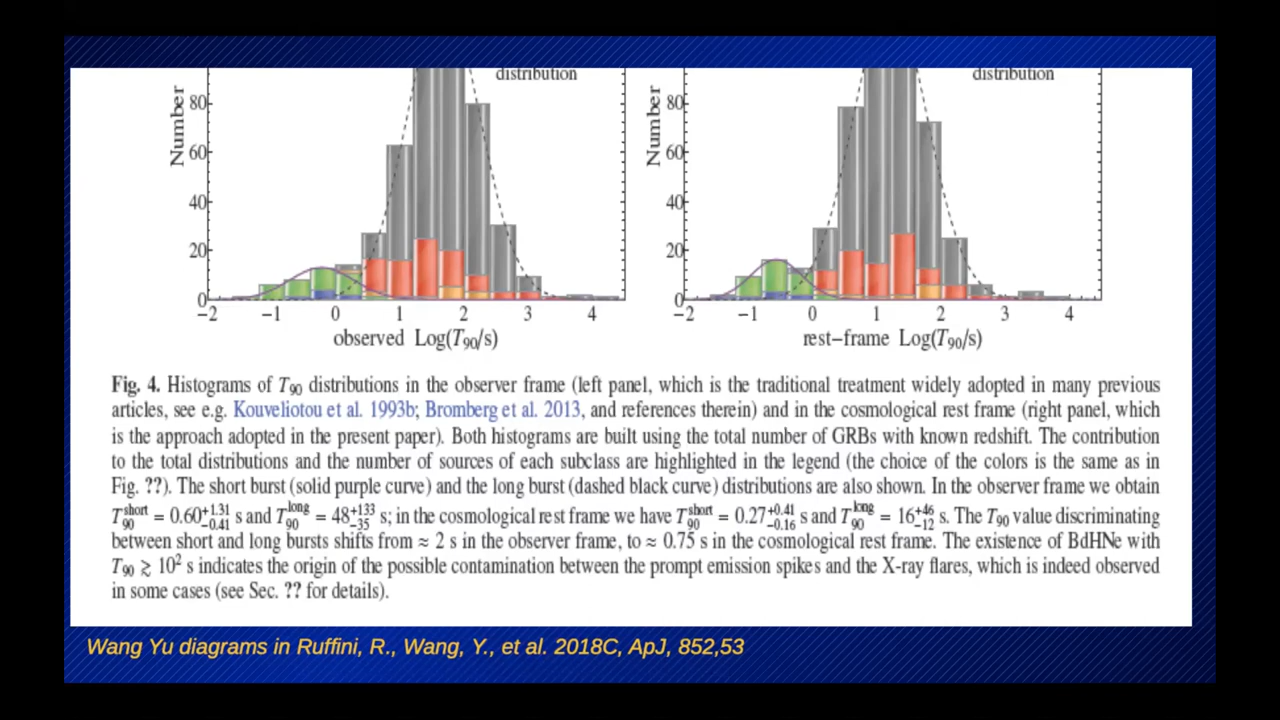 distribution
distribution
Number
80
60
40
20
0
−2 −1 0 1 2 3 4
observed Log(T90/s)
Number
80
60
40
20
0
−2 −1 0 1 2 3 4
rest−frame Log(T90/s)
Fig. 4. Histograms of T90 distributions in the observer frame (left panel, which is the traditional treatment widely adopted in many previous
articles, see e.g. Kouveliotou et al. 1993b; Bromberg et al. 2013, and references therein) and in the cosmological rest frame (right panel, which
is the approach adopted in the present paper). Both histograms are built using the total number of GRBs with known redshift. The contribution
to the total distributions and the number of sources of each subclass are highlighted in the legend (the choice of the colors is the same as in
Fig. ??). The short burst (solid purple curve) and the long burst (dashed black curve) distributions are also shown. In the observer frame we obtain
T90^short = 0.60+1.31−0.41 s and T90^long = 48+133−35 s; in the cosmological rest frame we have T90^short = 0.27+0.41−0.16 s and T90^long = 16+46−12 s. The T90 value discriminating
between short and long bursts shifts from ≈ 2 s in the observer frame, to ≈ 0.75 s in the cosmological rest frame. The existence of BdHNe with
T90 ≳ 10² s indicates the origin of the possible contamination between the prompt emission spikes and the X-ray flares, which is indeed observed
in some cases (see Sec. ?? for details).
Wang Yu diagrams in Ruffini, R., Wang, Y., et al. 2018C, ApJ, 852,53